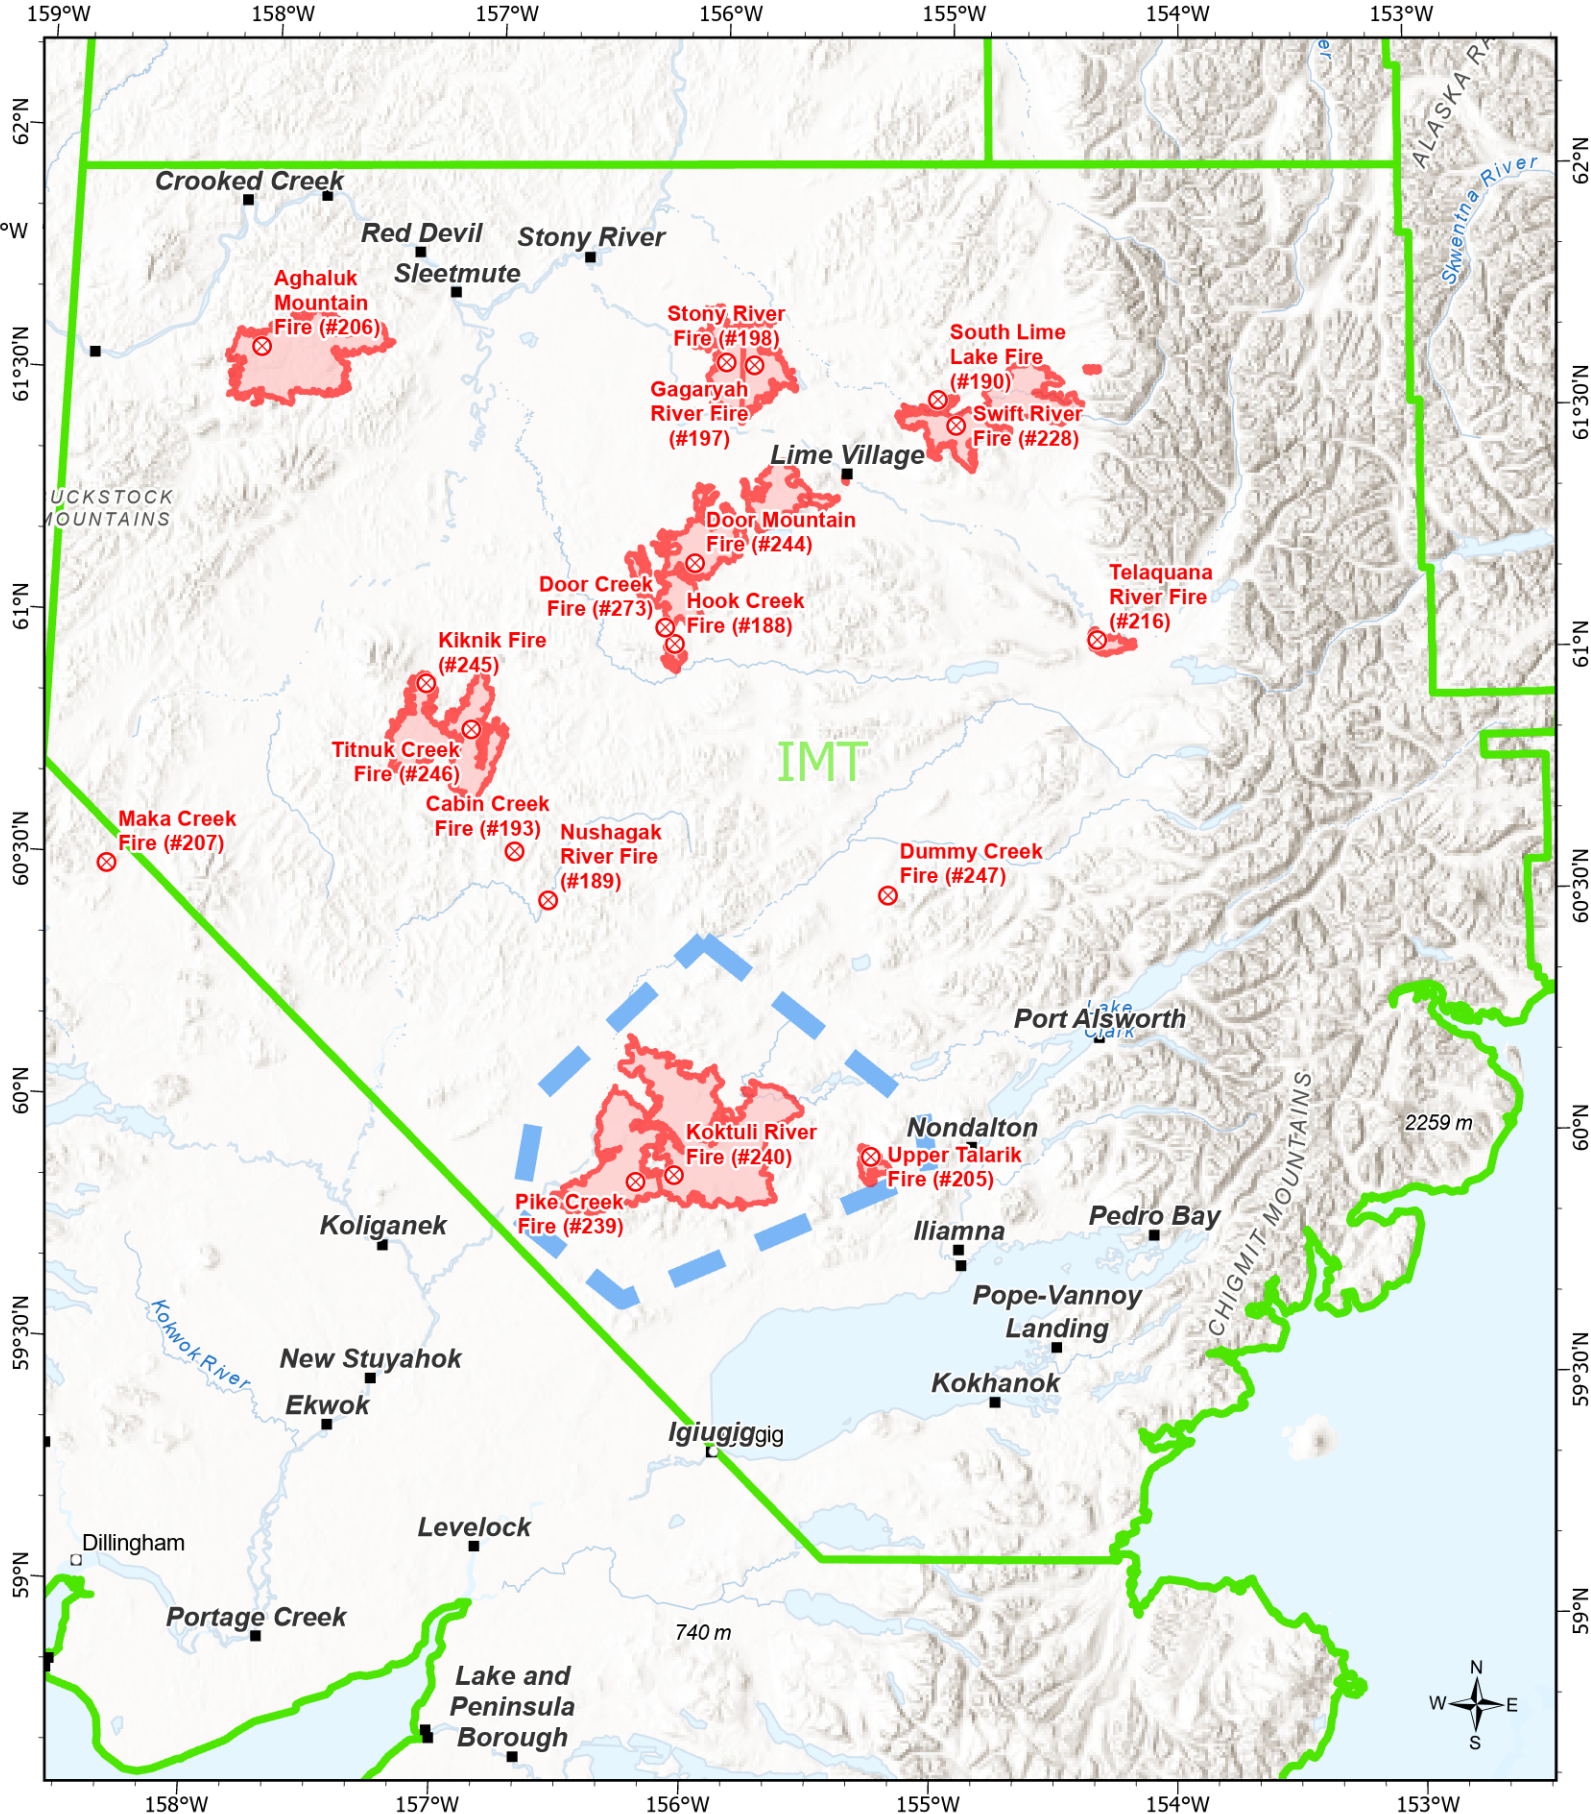 159°W
158°W
157°W
156°W
155°W
154°W
153°W
62°N
62°N
ALASKA RA
er
Skwentna River
Crooked Creek
°W
Red Devil
Stony River
Sleetmute
Aghaluk
Mountain
Fire (#206)
Stony River
Fire (#198)
South Lime
Lake Fire
(#190)
61°30'N
61°30'N
Gagaryah
River Fire
(#197)
Swift River
Fire (#228)
Lime Village
UCKSTOCK
MOUNTAINS
Door Mountain
Fire (#244)
Door Creek
Fire (#273)
Hook Creek
Fire (#188)
Telaquana
River Fire
(#216)
61°N
61°N
Kiknik Fire
(#245)
Titnuk Creek
Fire (#246)
IMT
Cabin Creek
Fire (#193)
Maka Creek
Fire (#207)
Nushagak
River Fire
(#189)
Dummy Creek
Fire (#247)
60°30'N
60°30'N
Lake
Clark
Port Alsworth
60°N
60°N
2259 m
Nondalton
Koktuli River
Fire (#240)
Upper Talarik
Fire (#205)
Pike Creek
Fire (#239)
Koliganek
Iliamna
Pedro Bay
CHIGMIT MOUNTAINS
Pope-Vannoy
Landing
Kokwok River
59°30'N
59°30'N
New Stuyahok
Ekwok
Kokhanok
Igiugig
gig
Levelock
Dillingham
59°N
59°N
Portage Creek
740 m
Lake and
Peninsula
Borough
N
W
E
S
158°W
157°W
156°W
155°W
154°W
153°W